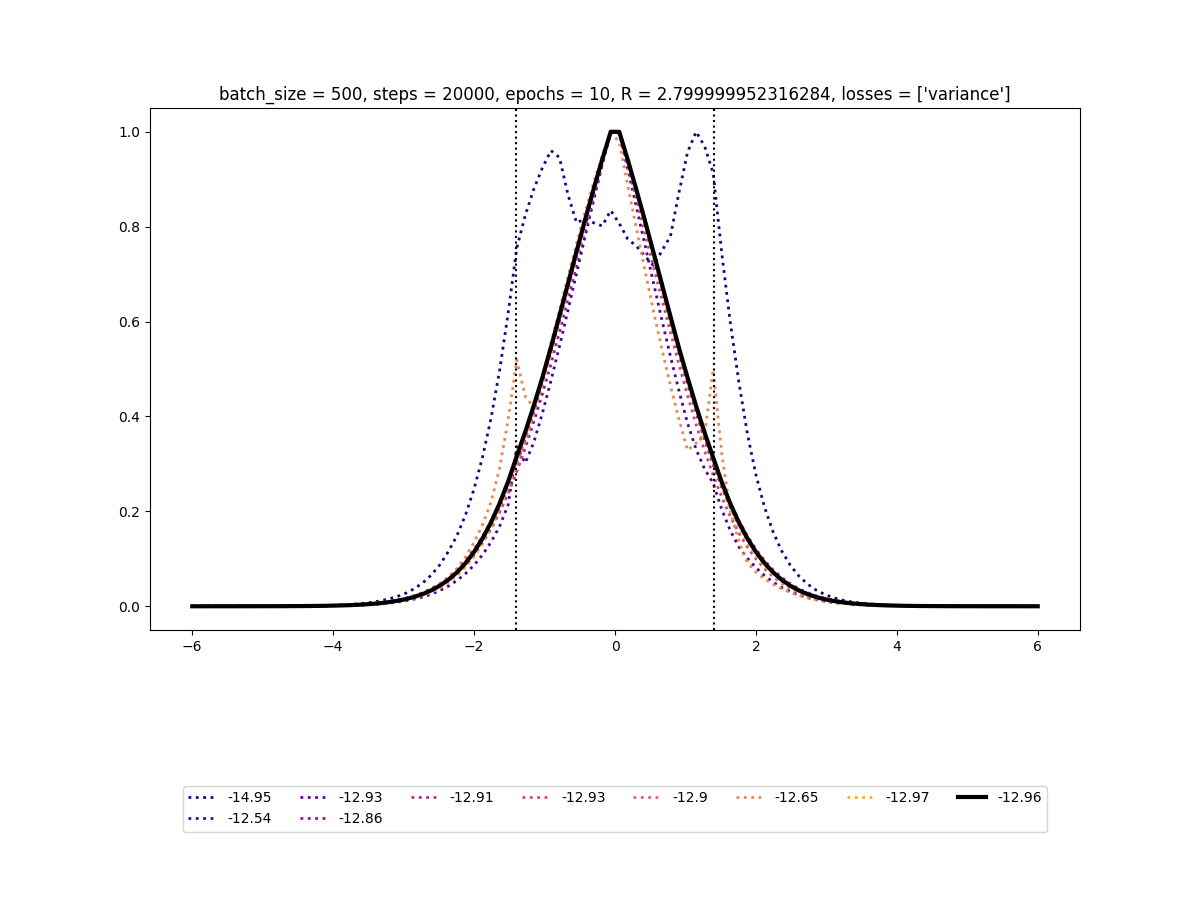 batch_size = 500, steps = 20000, epochs = 10, R = 2.799999952316284, losses = ['variance']
1.0
0.8
0.6
0.4
0.2
0.0
−6 −4 −2 0 2 4 6
-14.95 -12.93 -12.91 -12.93 -12.9 -12.65 -12.97 -12.96
-12.54 -12.86